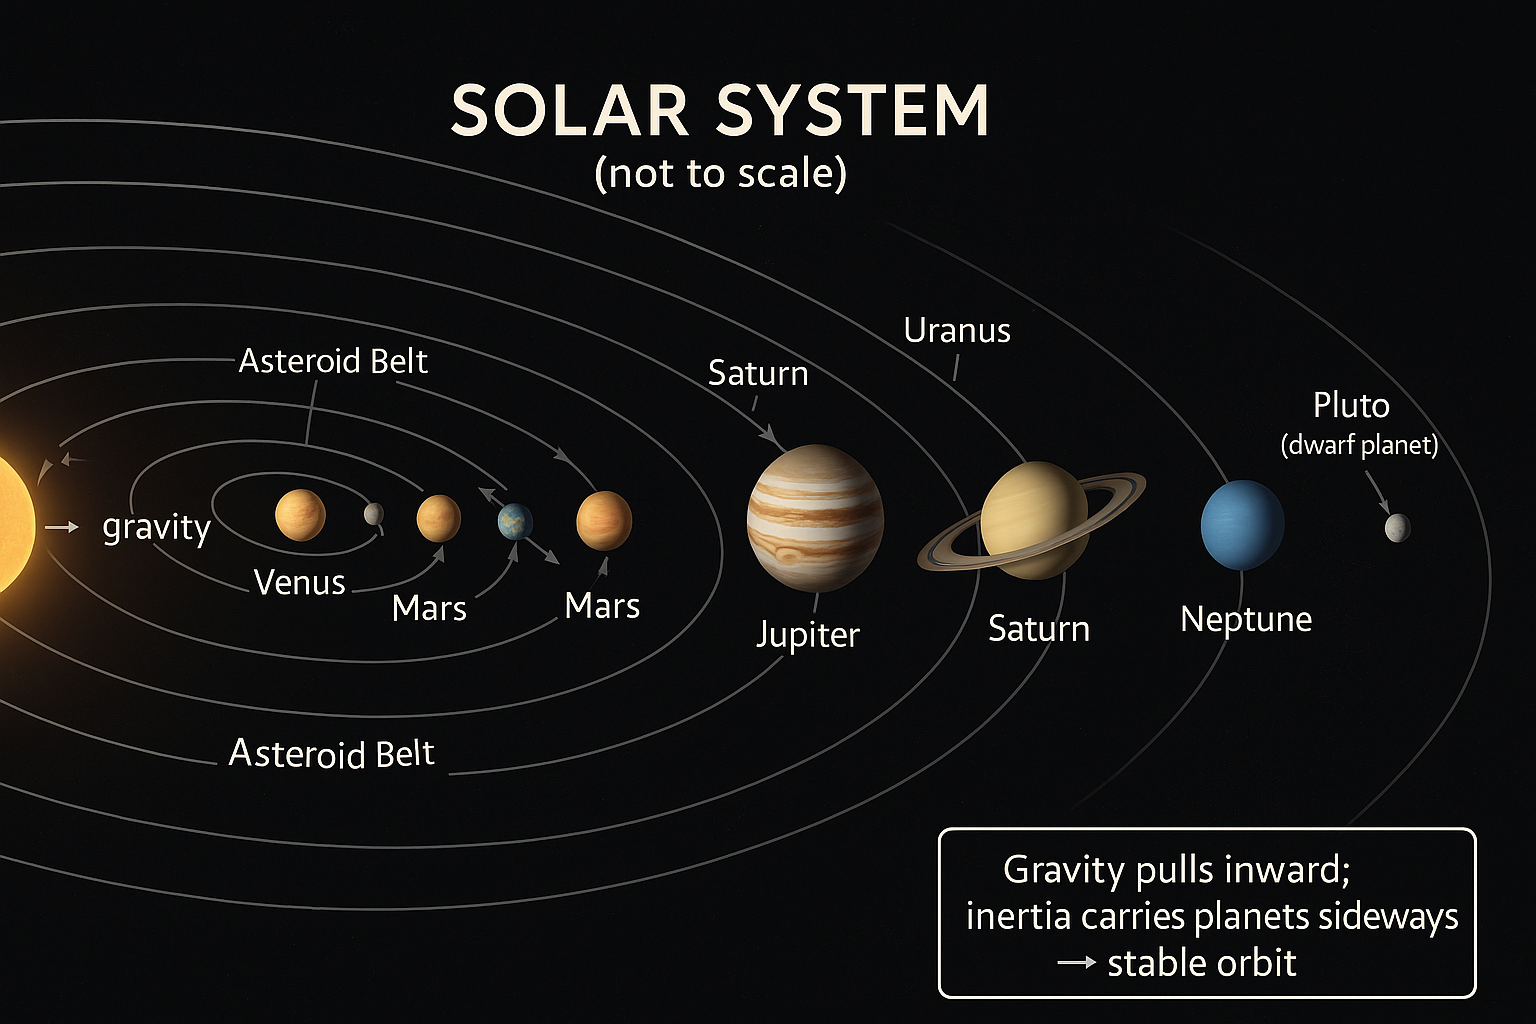 SOLAR SYSTEM
(not to scale)
Uranus
Asteroid Belt
Saturn
Pluto
(dwarf planet)
gravity
Venus
Mars
Mars
Jupiter
Saturn
Neptune
Asteroid Belt
Gravity pulls inward;
inertia carries planets sideways
→ stable orbit